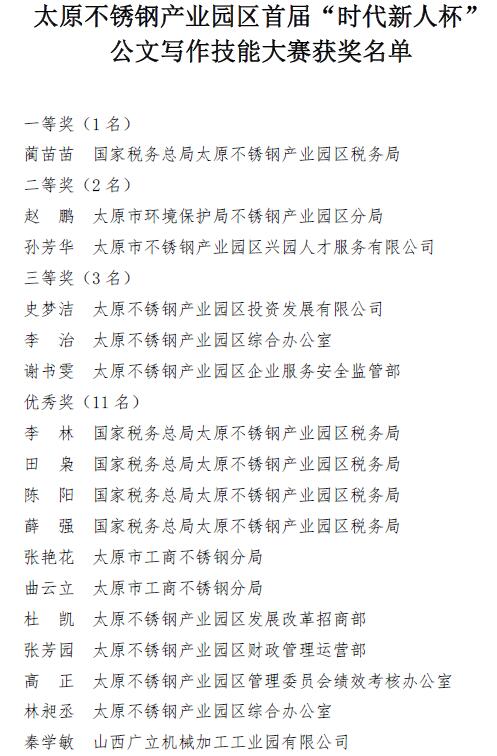 太原不锈钢产业园区首届“时代新人杯”
公文写作技能大赛获奖名单
一等奖（1名）
蔺苗苗 国家税务总局太原不锈钢产业园区税务局
二等奖（2名）
赵 鹏 太原市环境保护局不锈钢产业园区分局
孙芳华 太原市不锈钢产业园区兴园人才服务有限公司
三等奖（3名）
史梦洁 太原不锈钢产业园区投资发展有限公司
李 治 太原不锈钢产业园区综合办公室
谢书雯 太原不锈钢产业园区企业服务安全监管部
优秀奖（11名）
李 林 国家税务总局太原不锈钢产业园区税务局
田 枭 国家税务总局太原不锈钢产业园区税务局
陈 阳 国家税务总局太原不锈钢产业园区税务局
薛 强 国家税务总局太原不锈钢产业园区税务局
张艳花 太原市工商不锈钢分局
曲云立 太原市工商不锈钢分局
杜 凯 太原不锈钢产业园区发展改革招商部
张芳园 太原不锈钢产业园区财政管理运营部
高 正 太原不锈钢产业园区管理委员会绩效考核办公室
林昶丞 太原不锈钢产业园区综合办公室
秦学敏 山西广立机械加工工业园有限公司